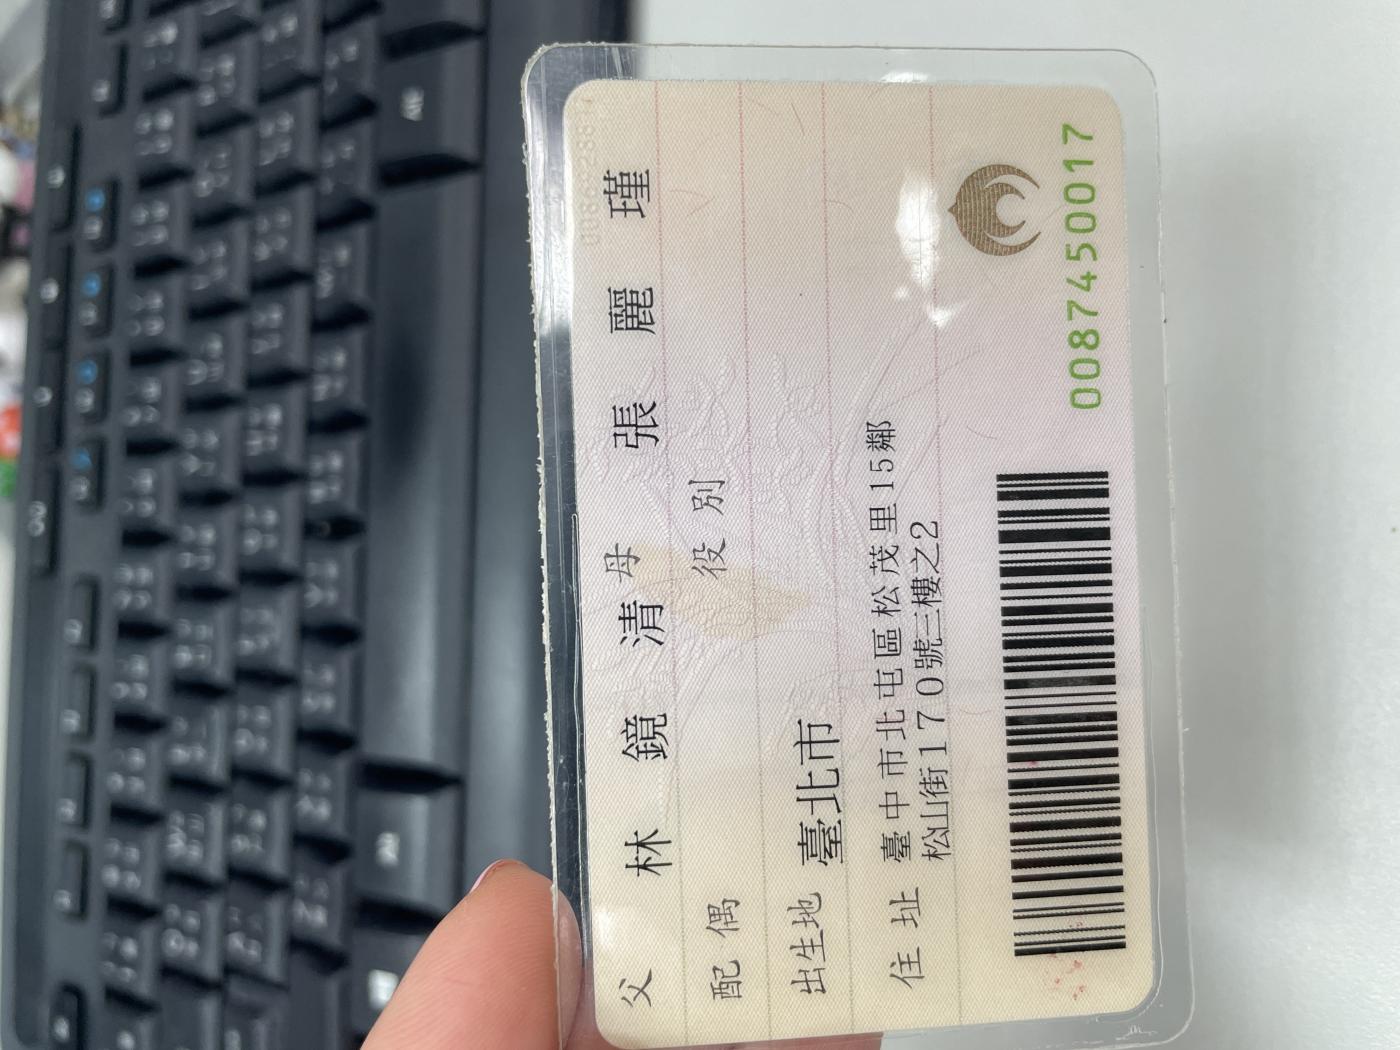 父 林 鏡 清 母 張 麗 瑾
配偶 役別
出生地 臺北市
住址 臺中市北屯區松茂里15鄰
松山街170號三樓之2
0087450017